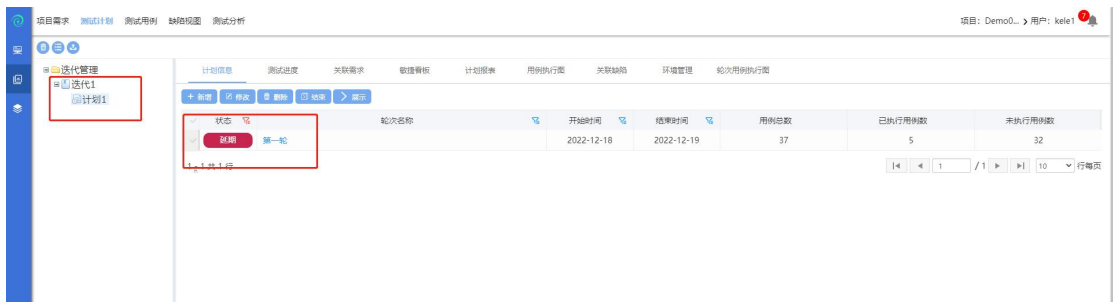 项目需求 测试计划 测试用例 缺陷视图 测试分析 项目: Demo0... 用户: kele1 7
迭代管理
迭代1
计划1
计划信息 测试进度 关联需求 敏捷看板 计划报表 用例执行图 关联缺陷 环境管理 轮次用例执行图
新增 修改 删除 结束 展示
状态 轮次名称 开始时间 结束时间 用例总数 已执行用例数 未执行用例数
延期 第一轮 2022-12-18 2022-12-19 37 5 32
1 - 1 共 1 行 1 / 1 10 行每页